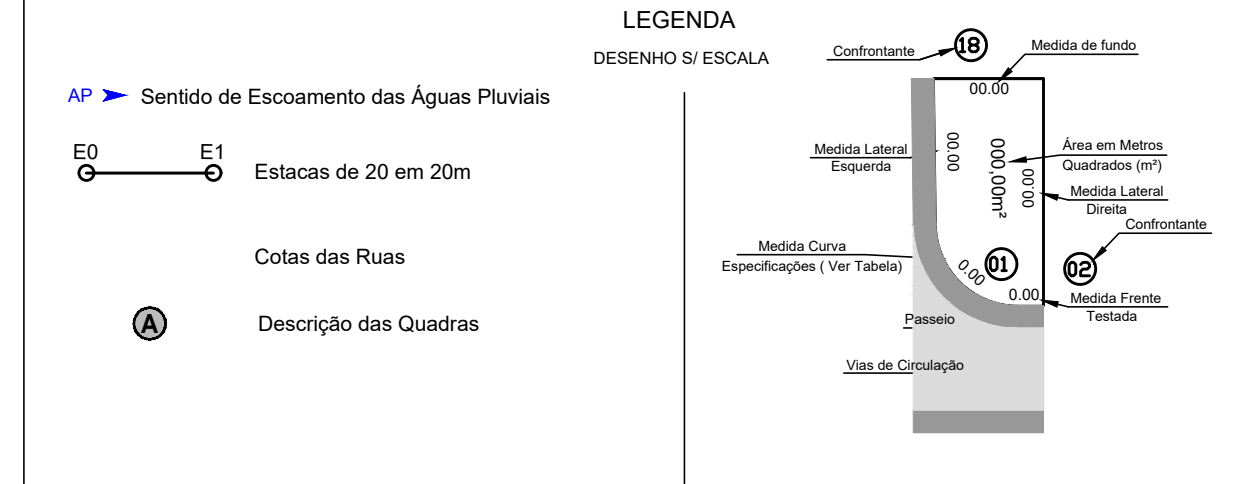 LEGENDA
DESENHO S/ ESCALA
AP Sentido de Escoamento das Águas Pluviais
E0 E1
Estacas de 20 em 20m
Cotas das Ruas
A Descrição das Quadras
Confrontante 18 Medida de fundo
00.00
Medida Lateral
Esquerda
00.00
000,00m²
00.00
Área em Metros
Quadrados (m²)
Medida Lateral
Direita
Confrontante
02
Medida Curva
Especificações ( Ver Tabela)
0.00
01
0.00
Medida Frente
Testada
Passeio
Vias de Circulação